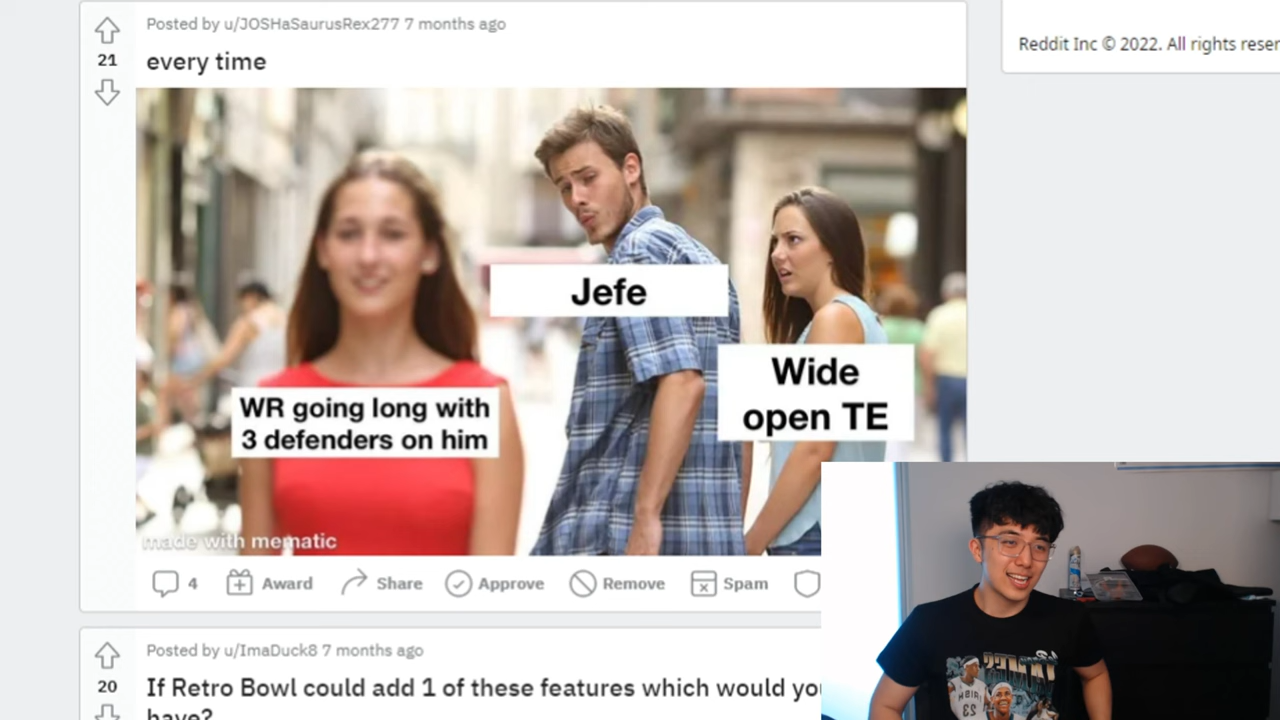 Posted by u/JOSHaSaurusRex277 7 months ago
21
every time
Reddit Inc © 2022. All rights reser
Jefe
Wide
open TE
WR going long with
3 defenders on him
made with mematic
4
Award
Share
Approve
Remove
Spam
Posted by u/ImaDuck8 7 months ago
20
If Retro Bowl could add 1 of these features which would you
have?